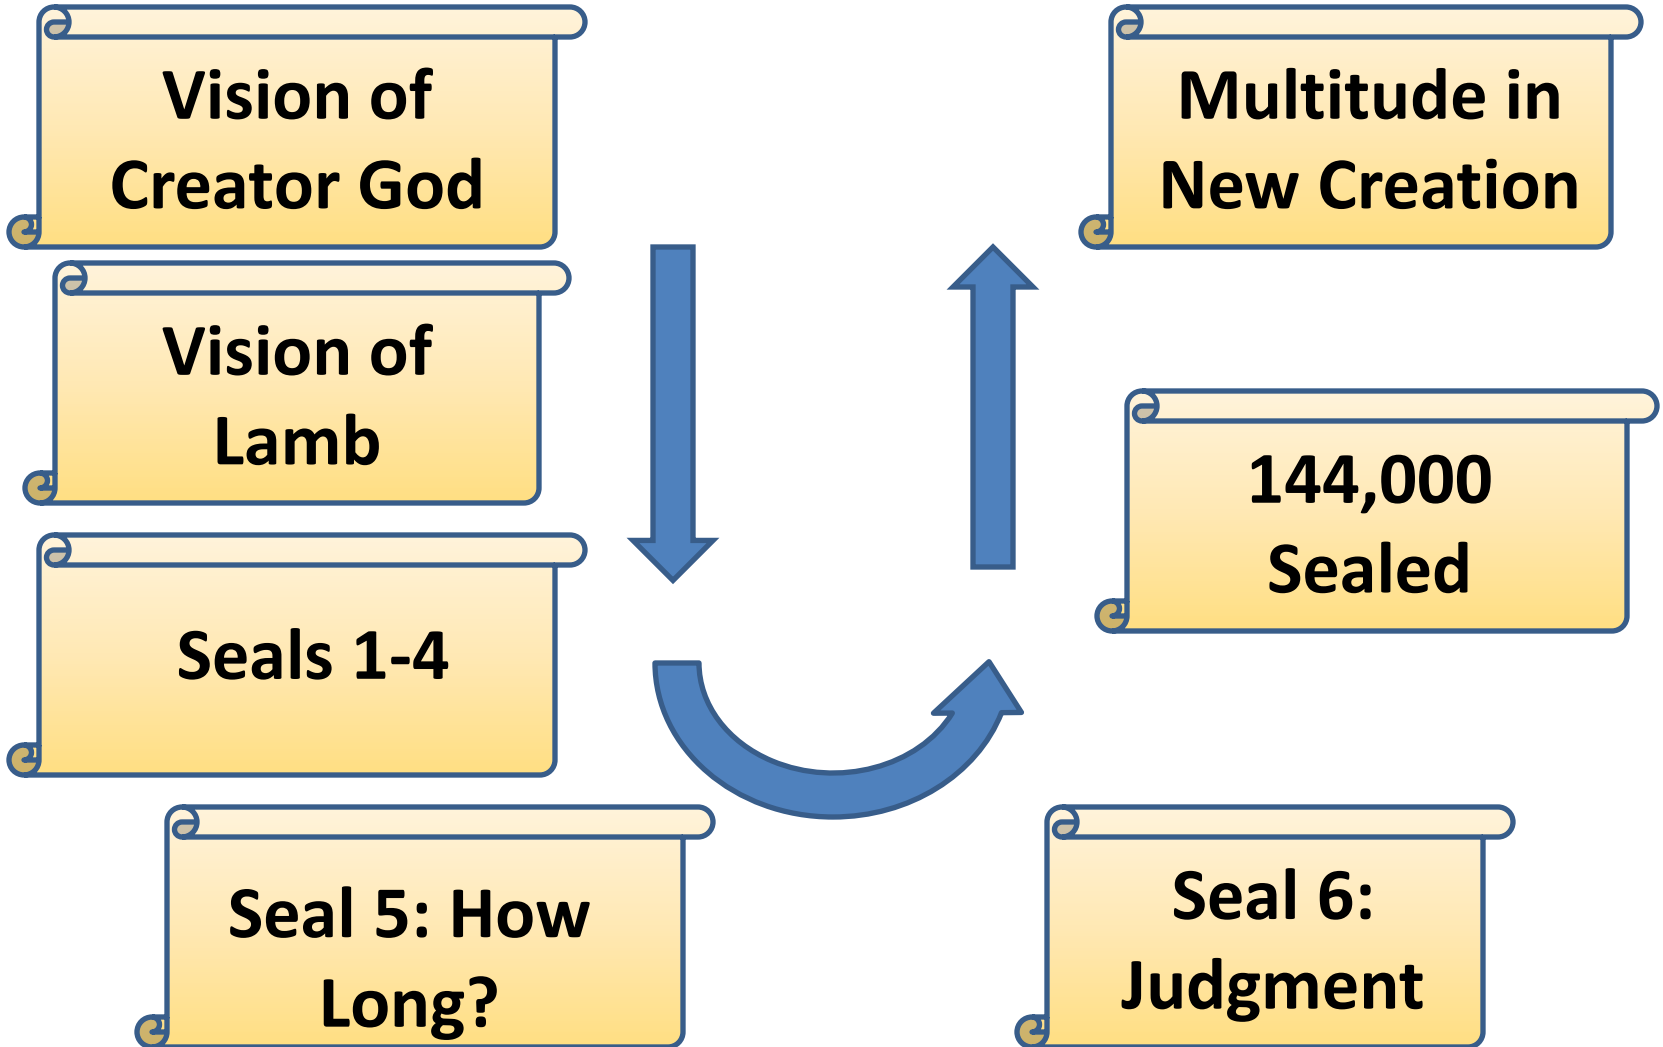 Vision of
Creator God
Vision of
Lamb
Seals 1-4
Seal 5: How
Long?
Seal 6:
Judgment
144,000
Sealed
Multitude in
New Creation